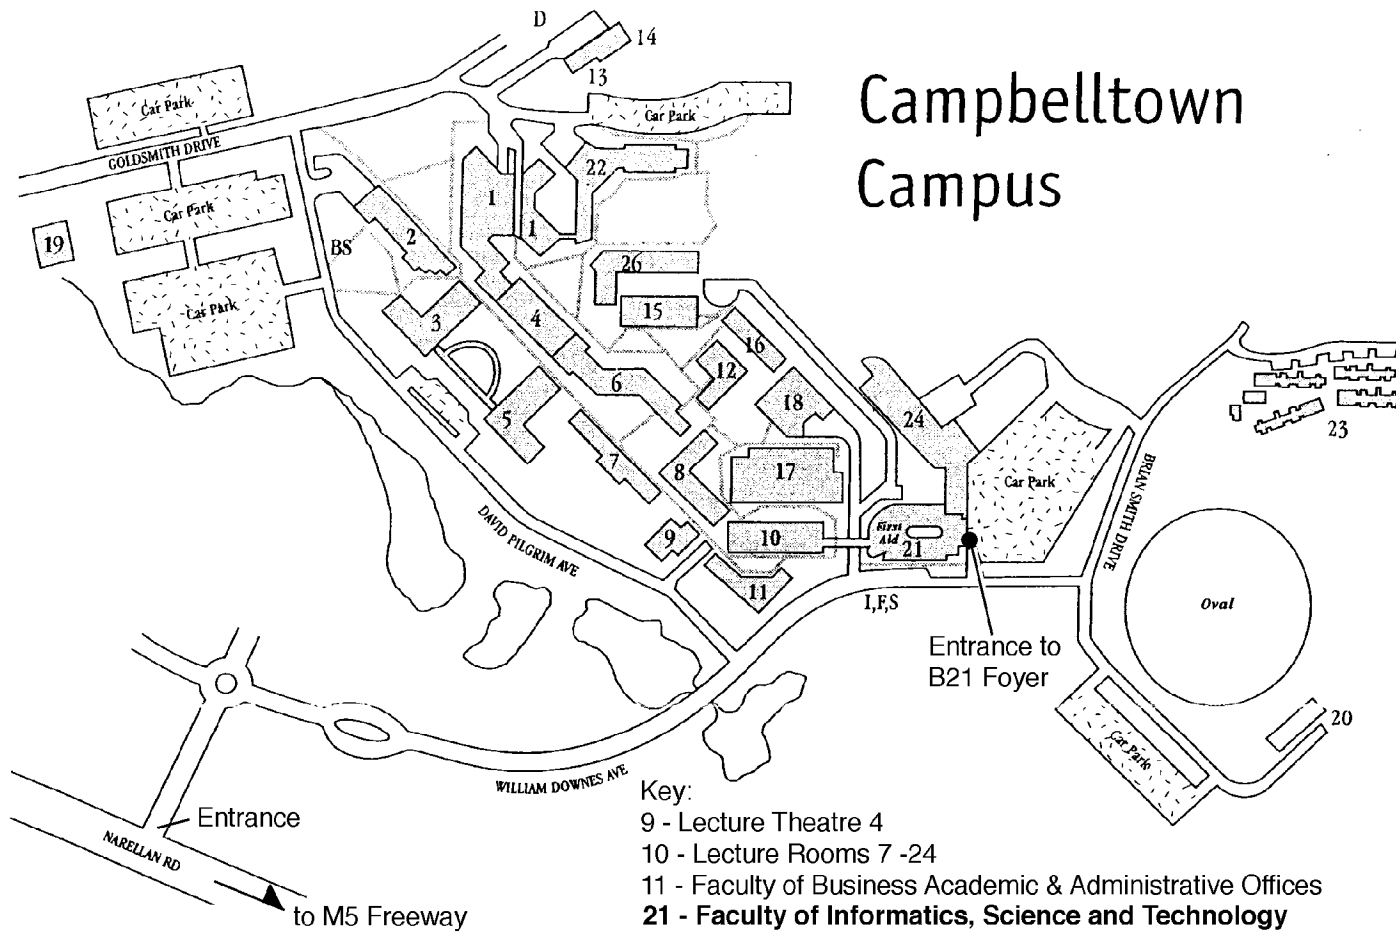 D
14
13
Campbelltown
Campus
Car Park
Car Park
GOLDSMITH DRIVE
22
1
1
Car Park
19
2
BS
26
Car Park
15
3
4
16
12
6
18
5
24
23
7
8
17
Car Park
BRIAN SMITH DRIVE
DAVID PILGRIM AVE
9
10
First
Aid
21
11
I,F,S
Oval
Entrance to
B21 Foyer
20
Car Park
WILLIAM DOWNES AVE
Entrance
NARELLAN RD
to M5 Freeway
Key:
9 - Lecture Theatre 4
10 - Lecture Rooms 7 -24
11 - Faculty of Business Academic & Administrative Offices
21 - Faculty of Informatics, Science and Technology